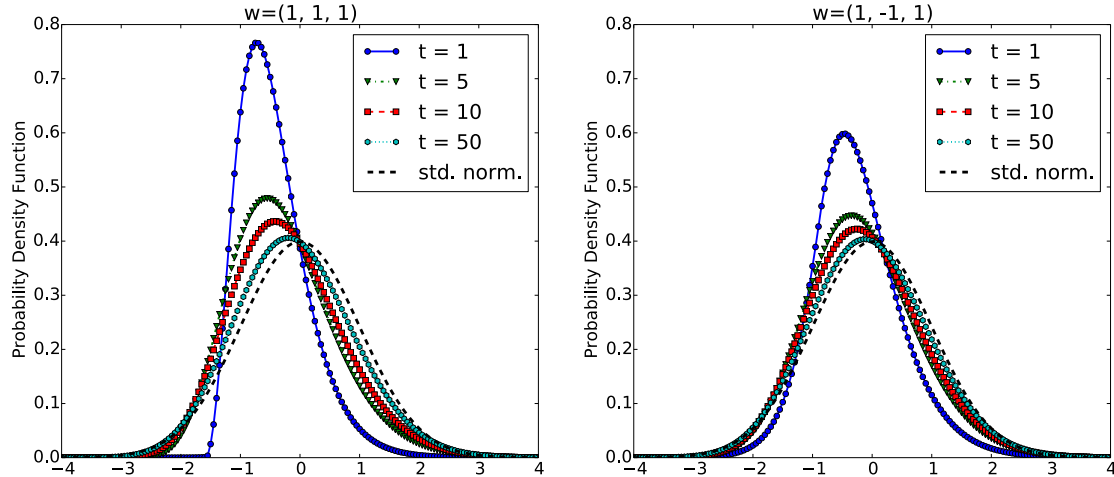 w=(1, 1, 1)
Probability Density Function
0.8
0.7
0.6
0.5
0.4
0.3
0.2
0.1
0.0
−4 −3 −2 −1 0 1 2 3 4
t = 1
t = 5
t = 10
t = 50
std. norm.
w=(1, -1, 1)
Probability Density Function
0.8
0.7
0.6
0.5
0.4
0.3
0.2
0.1
0.0
−4 −3 −2 −1 0 1 2 3 4
t = 1
t = 5
t = 10
t = 50
std. norm.